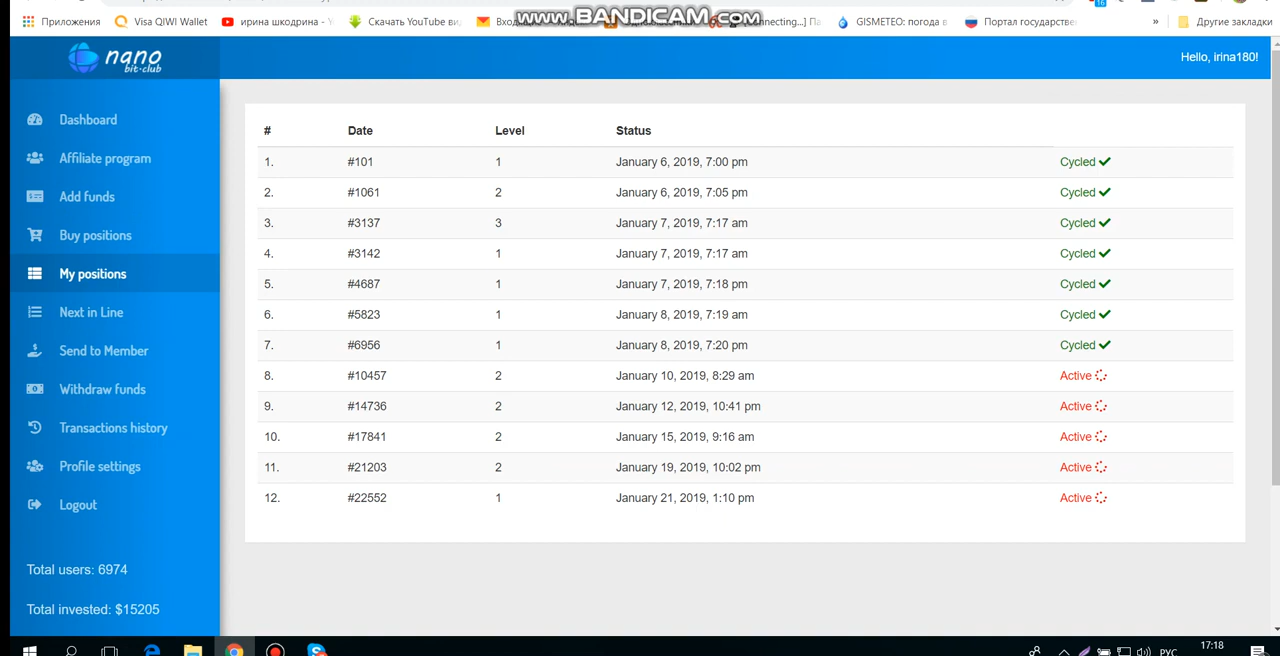 Приложения Visa QIWI Wallet ирина шкодрина - Скачать YouTube GISMETEO: погода в Портал государстве » Другие закладки
www.BANDICAM.com
nano
bit-club
Hello, irina180!
Dashboard
Affiliate program
Add funds
Buy positions
My positions
Next in Line
Send to Member
Withdraw funds
Transactions history
Profile settings
Logout
Total users: 6974
Total invested: $15205
# Date Level Status
1. #101 1 January 6, 2019, 7:00 pm Cycled
2. #1061 2 January 6, 2019, 7:05 pm Cycled
3. #3137 3 January 7, 2019, 7:17 am Cycled
4. #3142 1 January 7, 2019, 7:17 am Cycled
5. #4687 1 January 7, 2019, 7:18 pm Cycled
6. #5823 1 January 8, 2019, 7:19 am Cycled
7. #6956 1 January 8, 2019, 7:20 pm Cycled
8. #10457 2 January 10, 2019, 8:29 am Active
9. #14736 2 January 12, 2019, 10:41 pm Active
10. #17841 2 January 15, 2019, 9:16 am Active
11. #21203 2 January 19, 2019, 10:02 pm Active
12. #22552 1 January 21, 2019, 1:10 pm Active
РУС 17:18